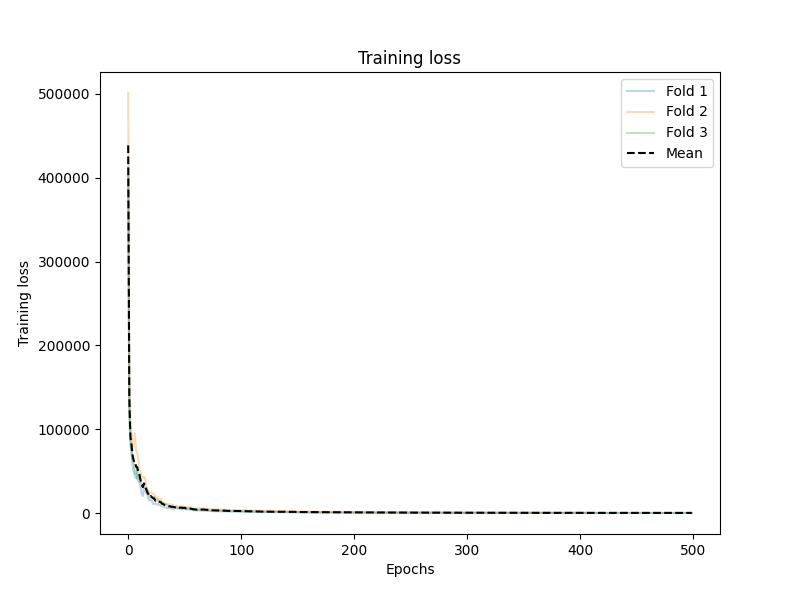 Training loss
500000
400000
300000
200000
100000
0
Training loss
Fold 1
Fold 2
Fold 3
Mean
0 100 200 300 400 500
Epochs